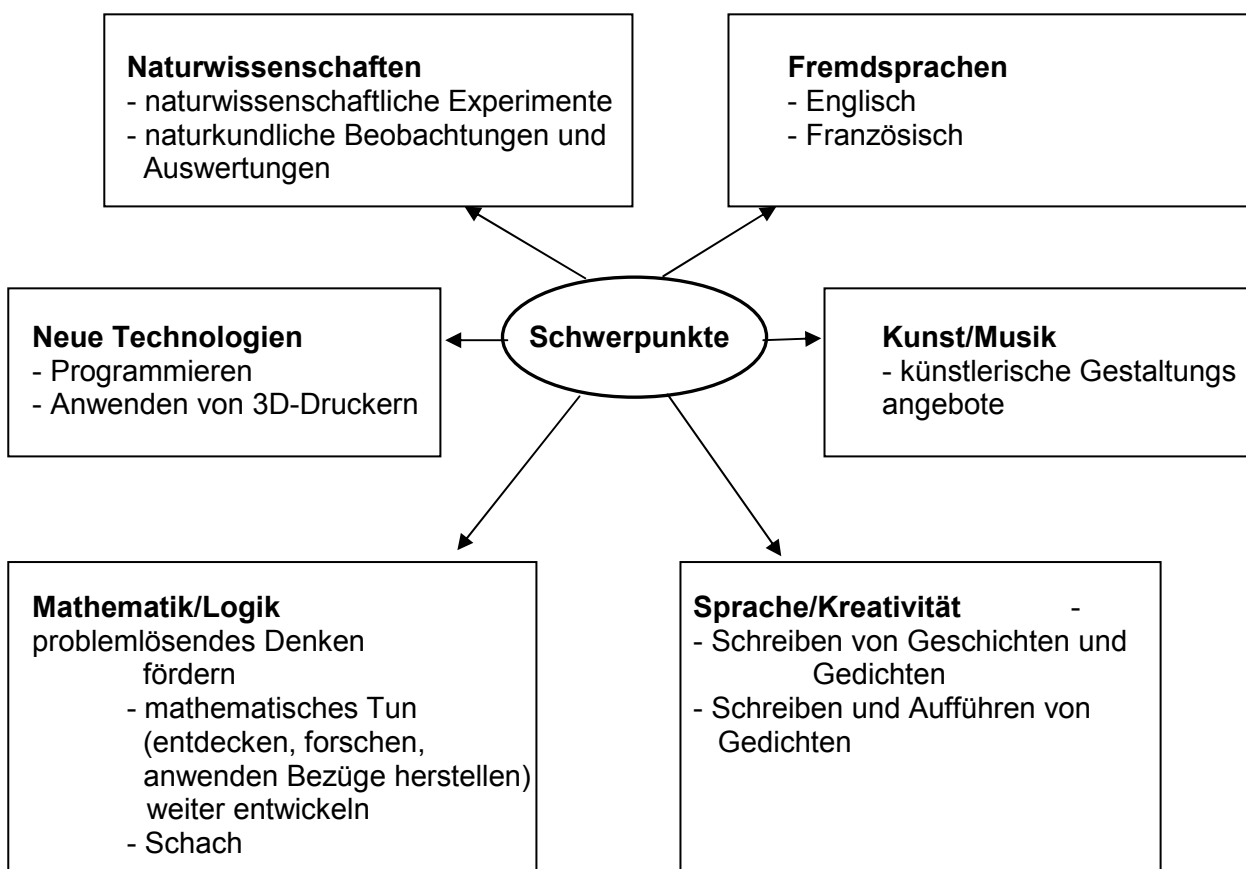 Naturwissenschaften
- naturwissenschaftliche Experimente
- naturkundliche Beobachtungen und
Auswertungen
Fremdsprachen
- Englisch
- Französisch
Neue Technologien
- Programmieren
- Anwenden von 3D-Druckern
Schwerpunkte
Kunst/Musik
- künstlerische Gestaltungs
angebote
Mathematik/Logik
problemlösendes Denken
fördern
- mathematisches Tun
(entdecken, forschen,
anwenden Bezüge herstellen)
weiter entwickeln
- Schach
Sprache/Kreativität -
- Schreiben von Geschichten und
Gedichten
- Schreiben und Aufführen von
Gedichten